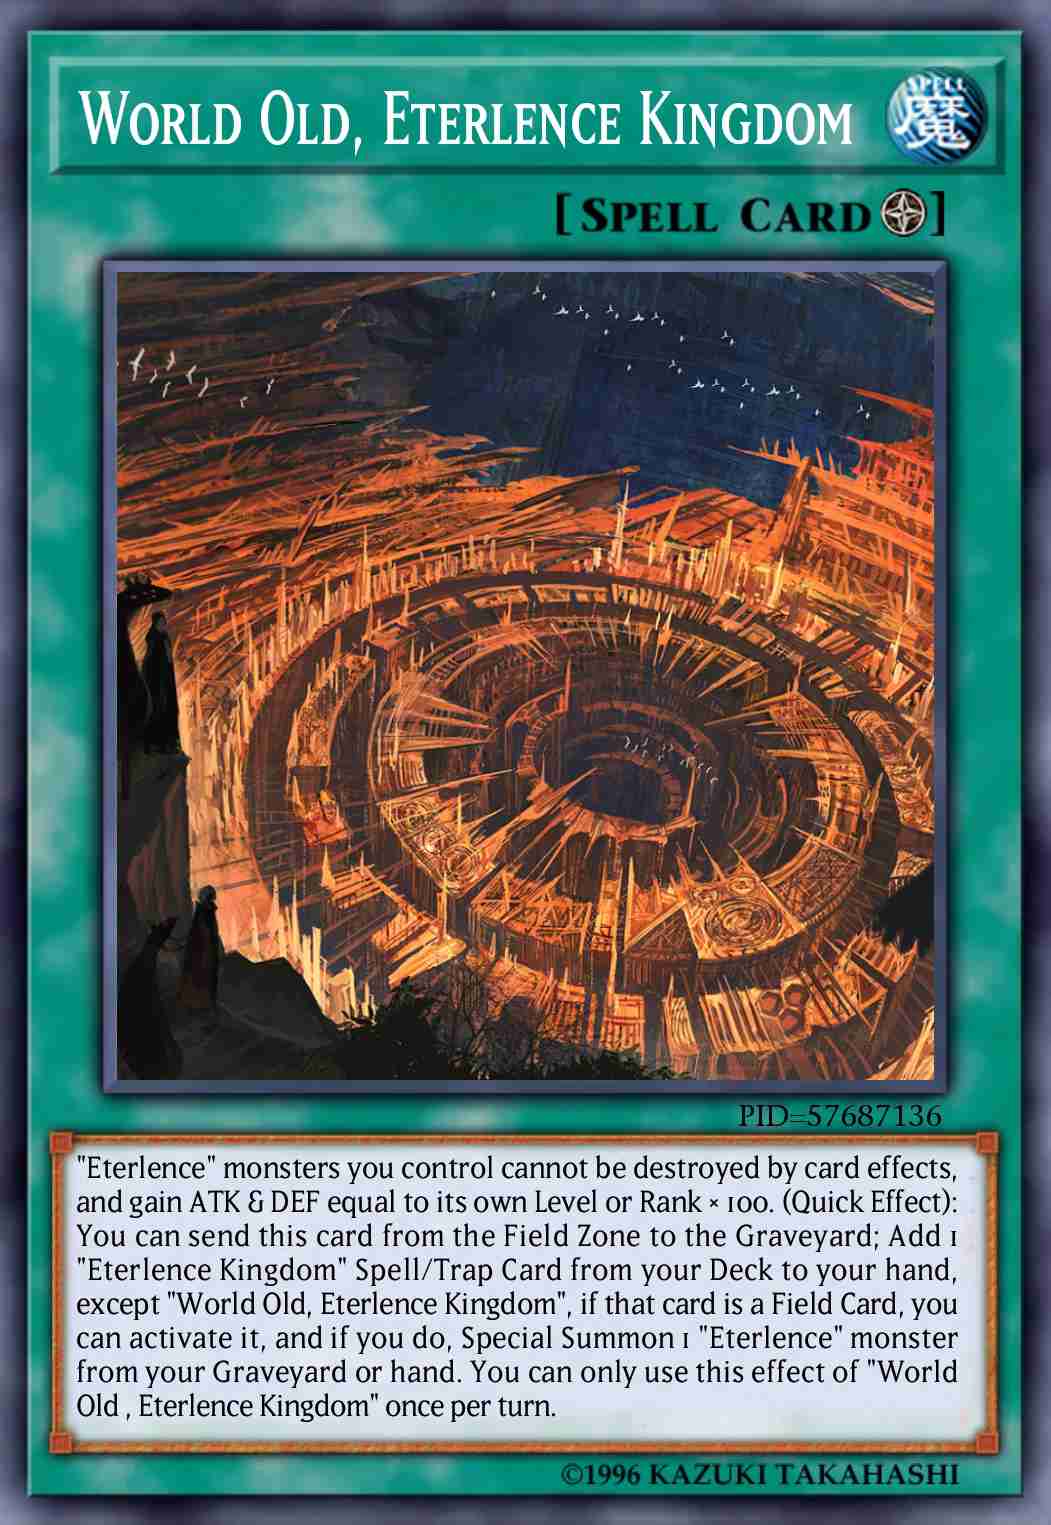 World Old, Eterlence Kingdom
SPELL
魔
[Spell Card]
PID=57687136
"Eterlence" monsters you control cannot be destroyed by card effects,
and gain ATK & DEF equal to its own Level or Rank × 100. (Quick Effect):
You can send this card from the Field Zone to the Graveyard; Add 1
"Eterlence Kingdom" Spell/Trap Card from your Deck to your hand,
except "World Old, Eterlence Kingdom", if that card is a Field Card, you
can activate it, and if you do, Special Summon 1 "Eterlence" monster
from your Graveyard or hand. You can only use this effect of "World
Old , Eterlence Kingdom" once per turn.
©1996 KAZUKI TAKAHASHI